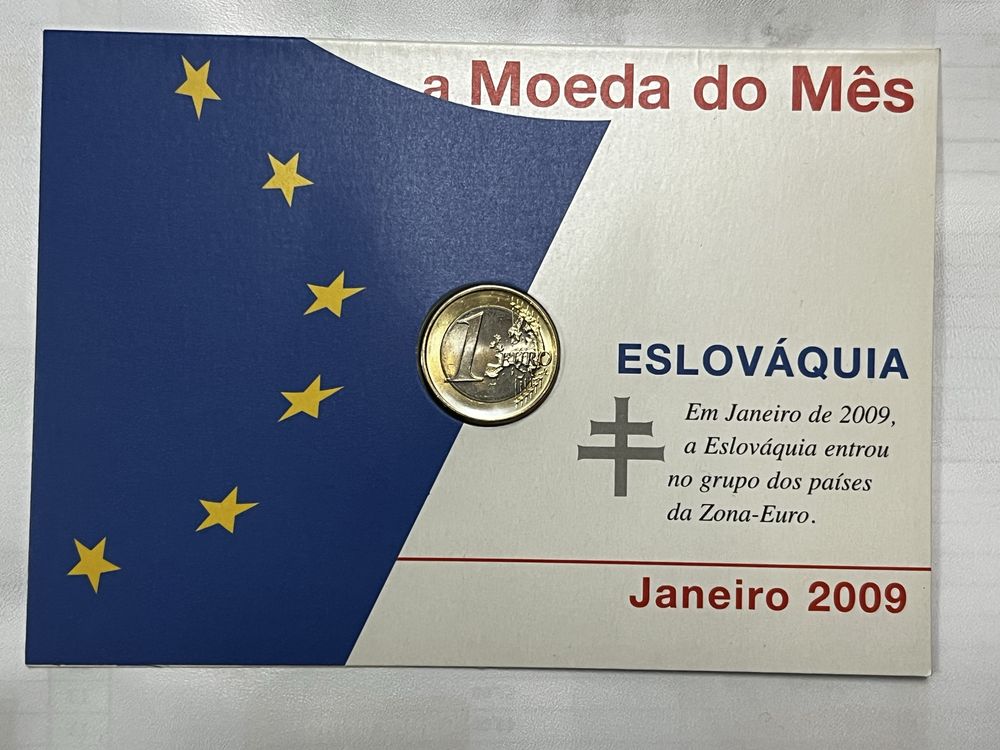 a Moeda do Mês
1
EURO
ESLOVÁQUIA
Em Janeiro de 2009,
a Eslováquia entrou
no grupo dos países
da Zona-Euro.
Janeiro 2009